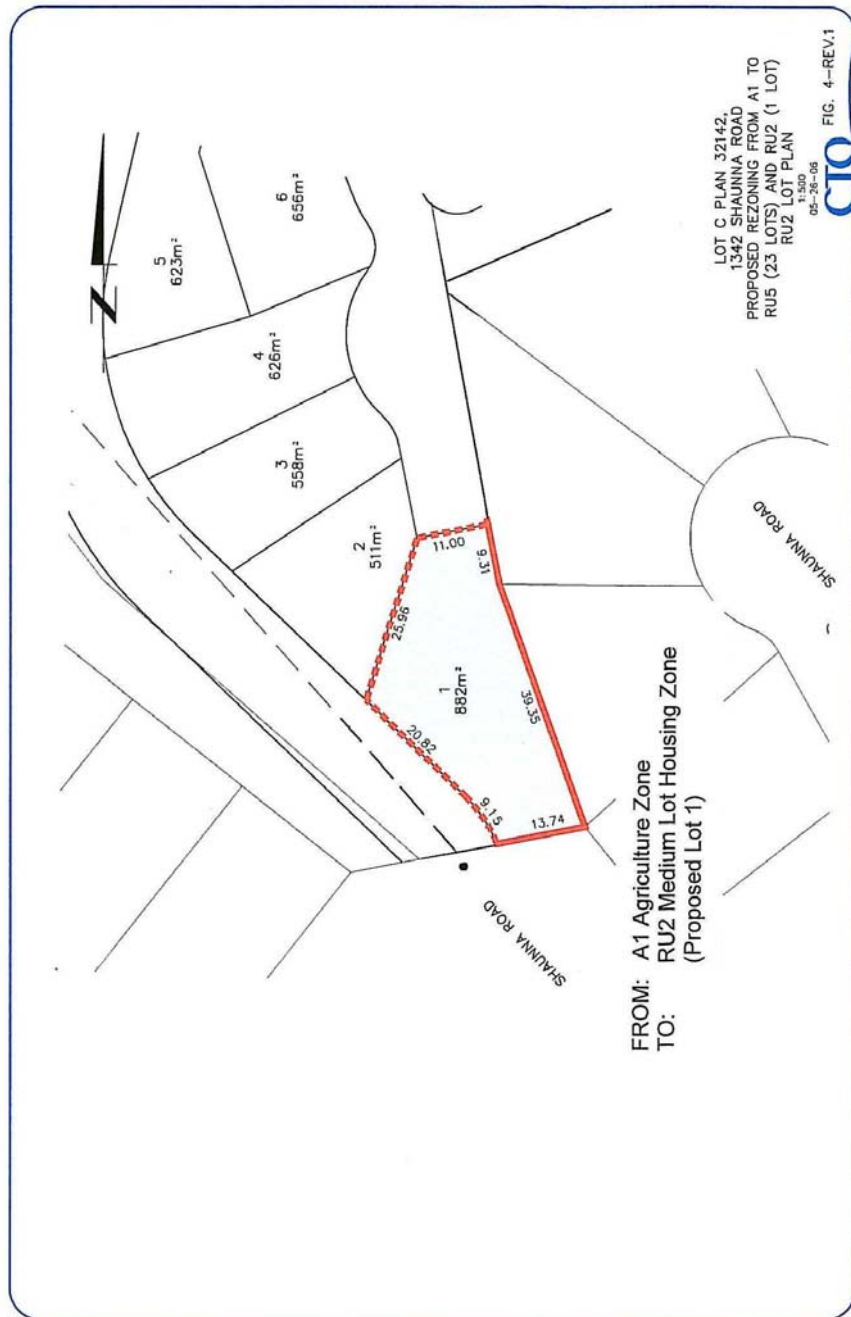 N
5
623m²
6
656m²
4
626m²
3
558m²
2
511m²
1
882m²
11.00
9.31
25.96
39.35
20.82
9.15
13.74
SHAUNNA ROAD
SHAUNNA ROAD
FROM: A1 Agriculture Zone
TO: RU2 Medium Lot Housing Zone
(Proposed Lot 1)
LOT C PLAN 32142,
1342 SHAUNNA ROAD
PROPOSED REZONING FROM A1 TO
RU5 (23 LOTS) AND RU2 (1 LOT)
RU2 LOT PLAN
1:500
05-26-06
CTQ FIG. 4-REV.1